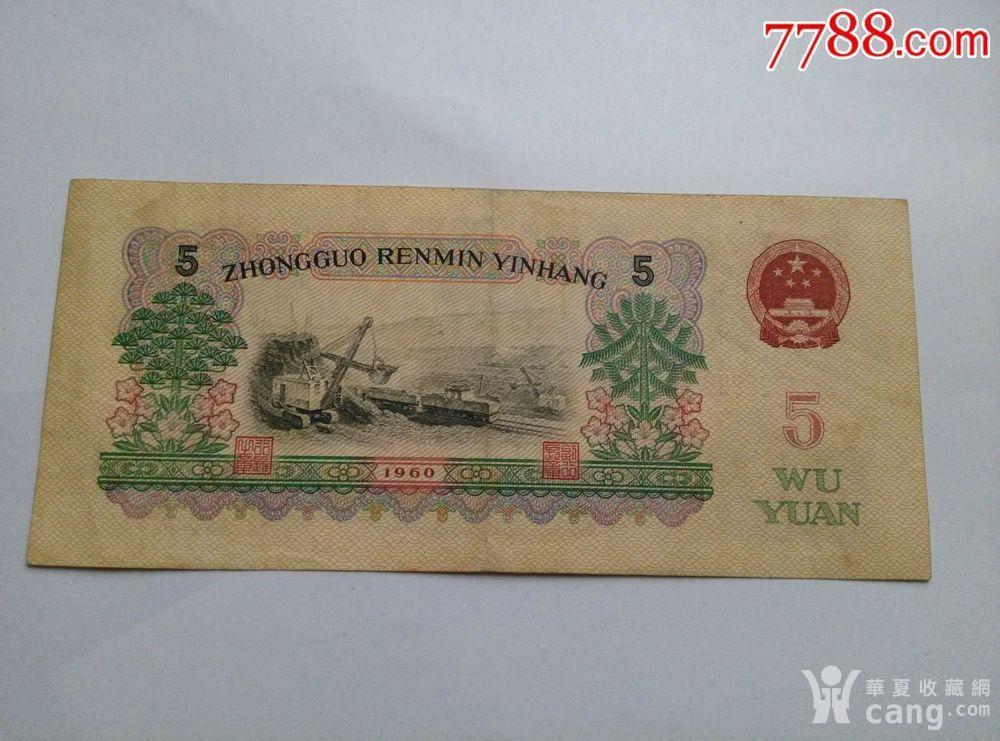 7788.com
5 ZHONGGUO RENMIN YINHANG 5
1960
5
WU
YUAN
華夏收藏網
cang.com